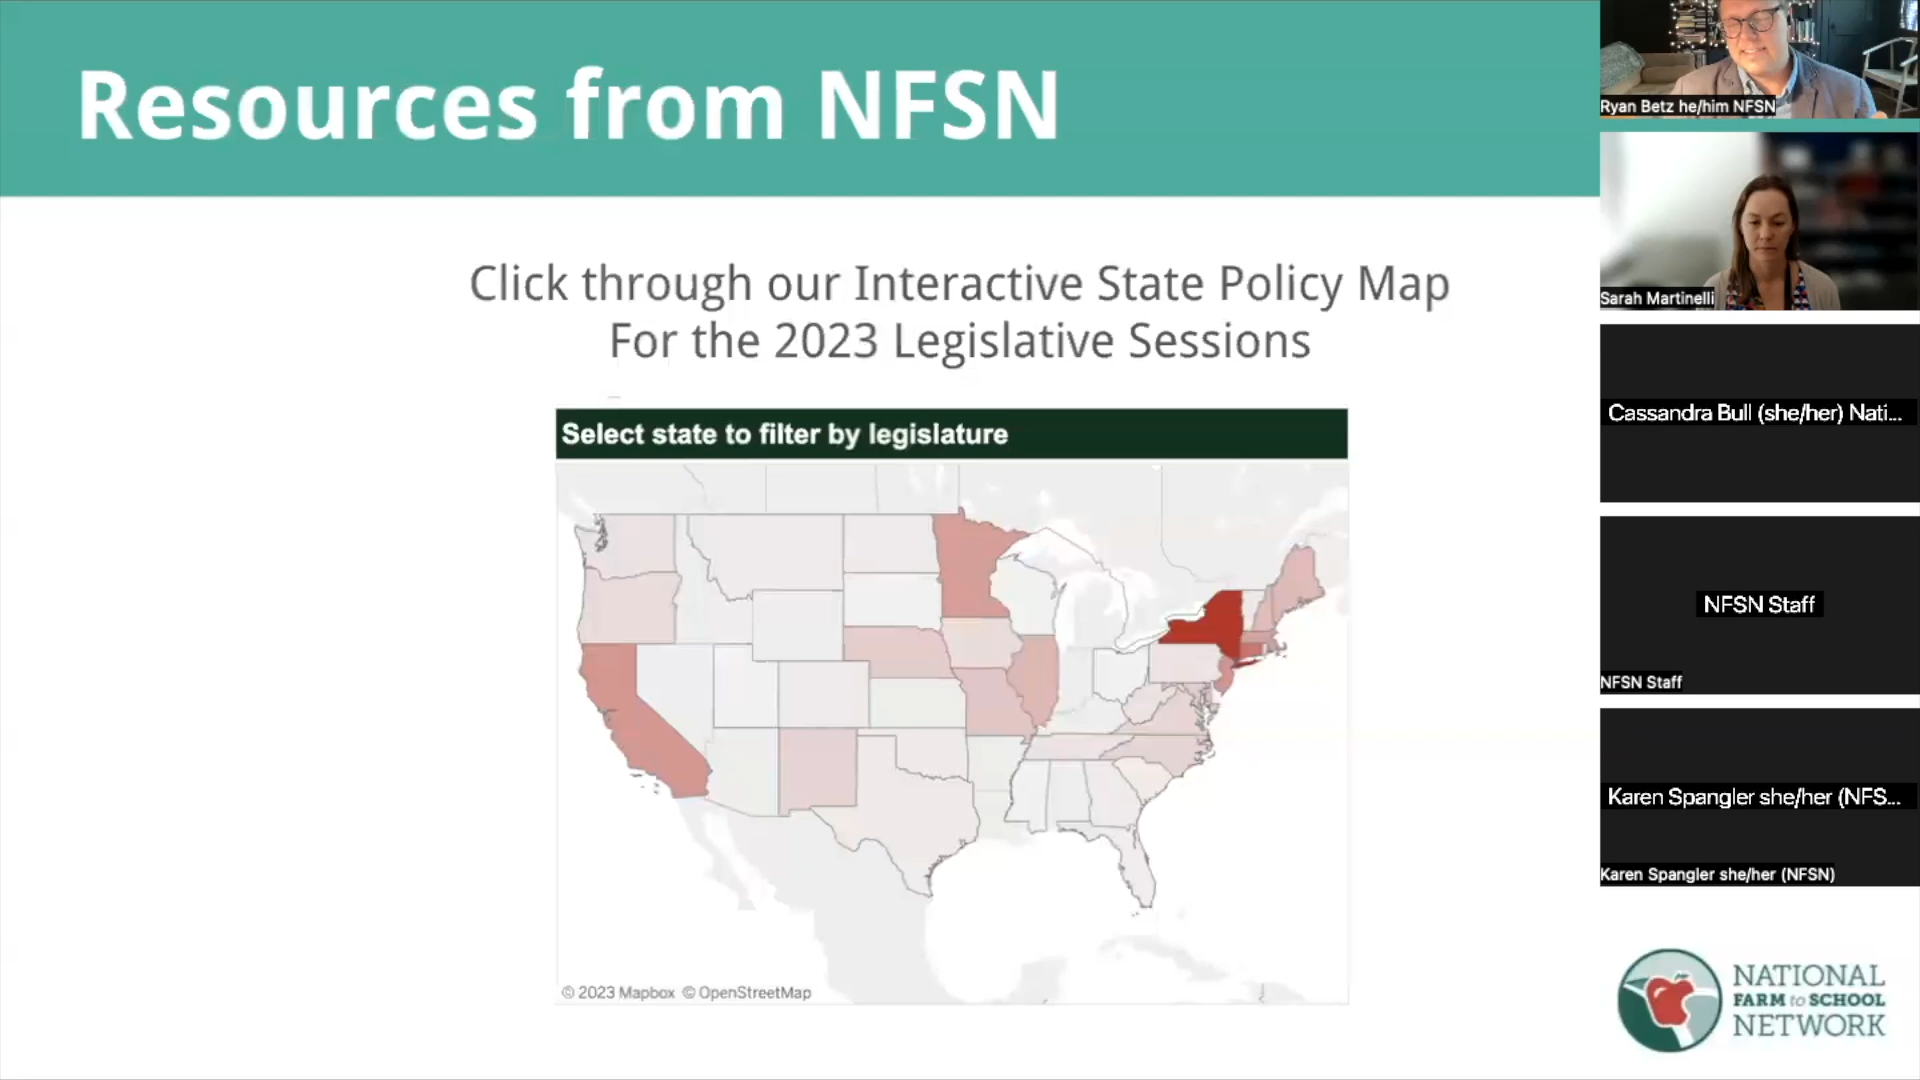 Resources from NFSN
Click through our Interactive State Policy Map
For the 2023 Legislative Sessions
Select state to filter by legislature
© 2023 Mapbox © OpenStreetMap
Ryan Betz he/him NFSN
Sarah Martinelli
Cassandra Bull (she/her) Nati...
NFSN Staff
NFSN Staff
Karen Spangler she/her (NFS...
Karen Spangler she/her (NFSN)
NATIONAL
FARM to SCHOOL
NETWORK